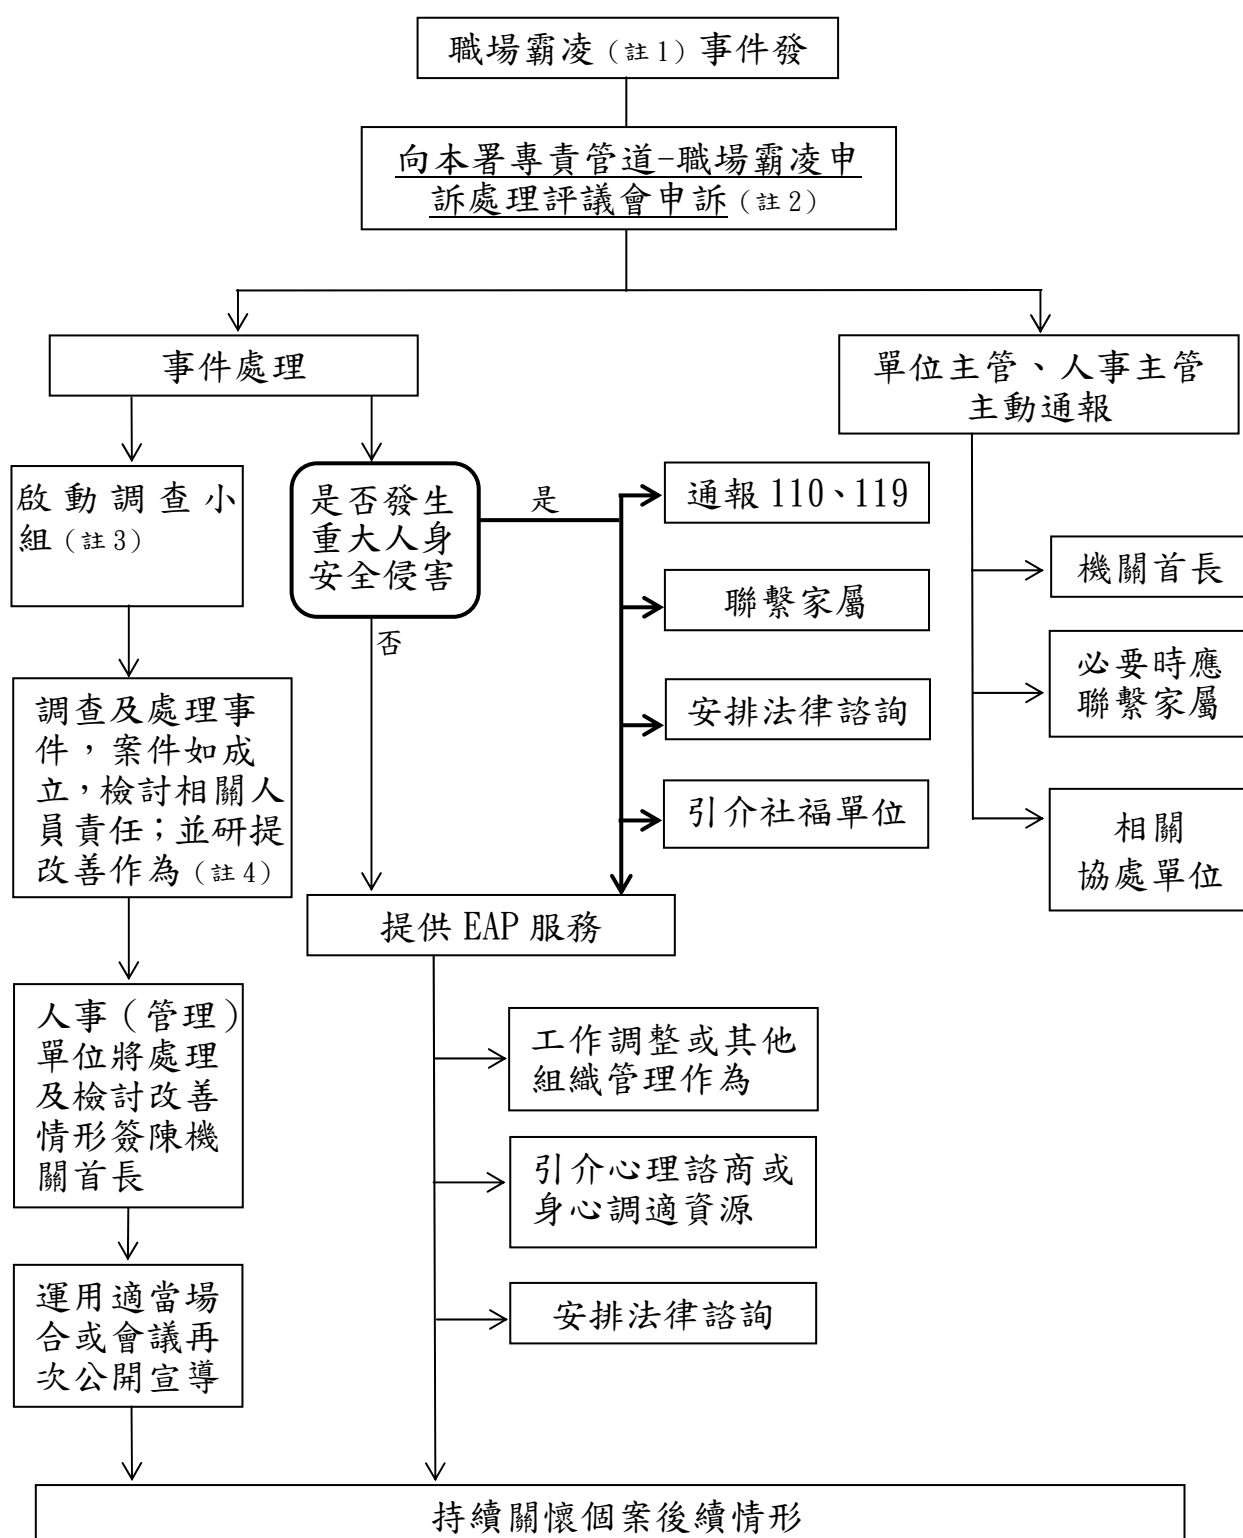 職場霸凌(註1)事件發
向本署專責管道-職場霸凌申
訴處理評議會申訴(註2)
事件處理
單位主管、人事主管
主動通報
啟動調查小
組(註3)
是否發生
重大人身
安全侵害
是
否
通報110、119
聯繫家屬
安排法律諮詢
引介社福單位
機關首長
必要時應
聯繫家屬
相關
協處單位
調查及處理事
件，案件如成
立，檢討相關人
員責任；並研提
改善作為(註4)
提供EAP服務
人事（管理）
單位將處理
及檢討改善
情形簽陳機
關首長
工作調整或其他
組織管理作為
引介心理諮商或
身心調適資源
安排法律諮詢
運用適當場
合或會議再
次公開宣導
持續關懷個案後續情形